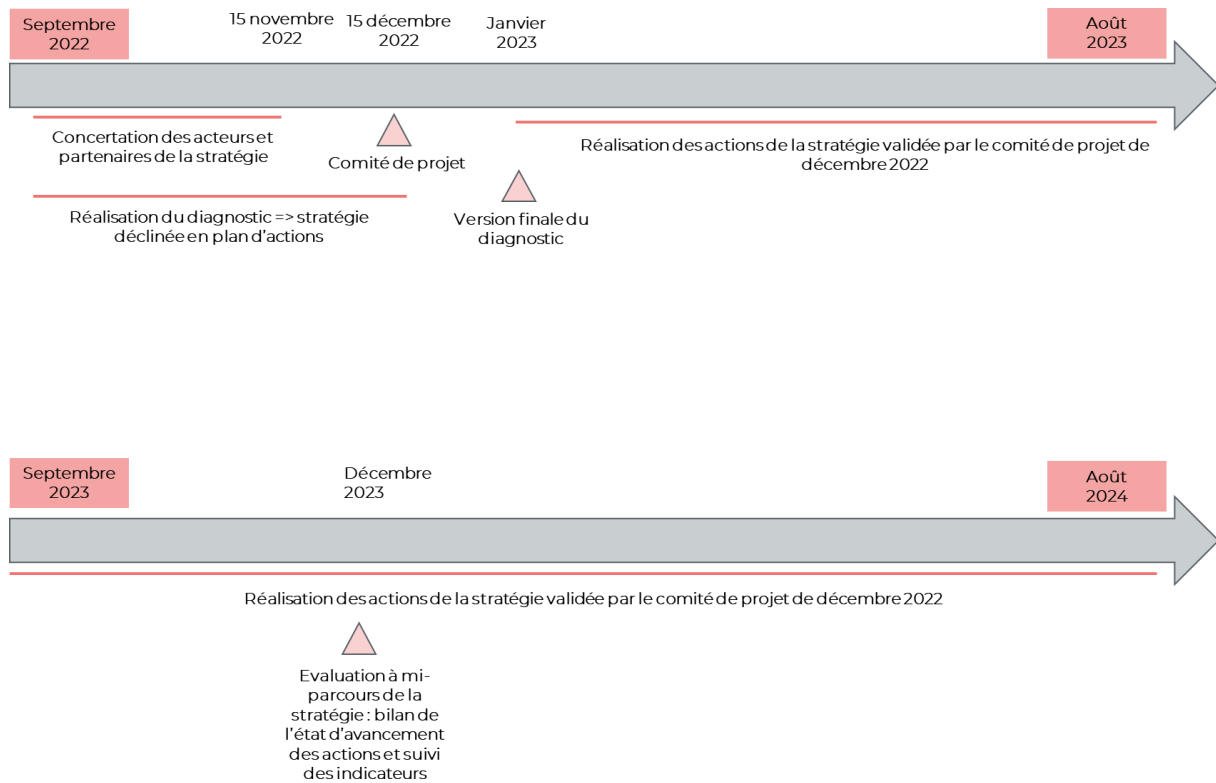 Septembre
2022
15 novembre
2022
15 décembre
2022
Janvier
2023
Août
2023
Concertation des acteurs et
partenaires de la stratégie
Comité de projet
Réalisation des actions de la stratégie validée par le comité de projet de
décembre 2022
Réalisation du diagnostic => stratégie
déclinée en plan d'actions
Version finale du
diagnostic
Septembre
2023
Décembre
2023
Août
2024
Réalisation des actions de la stratégie validée par le comité de projet de décembre 2022
Evaluation à mi-
parcours de la
stratégie : bilan de
l'état d'avancement
des actions et suivi
des indicateurs